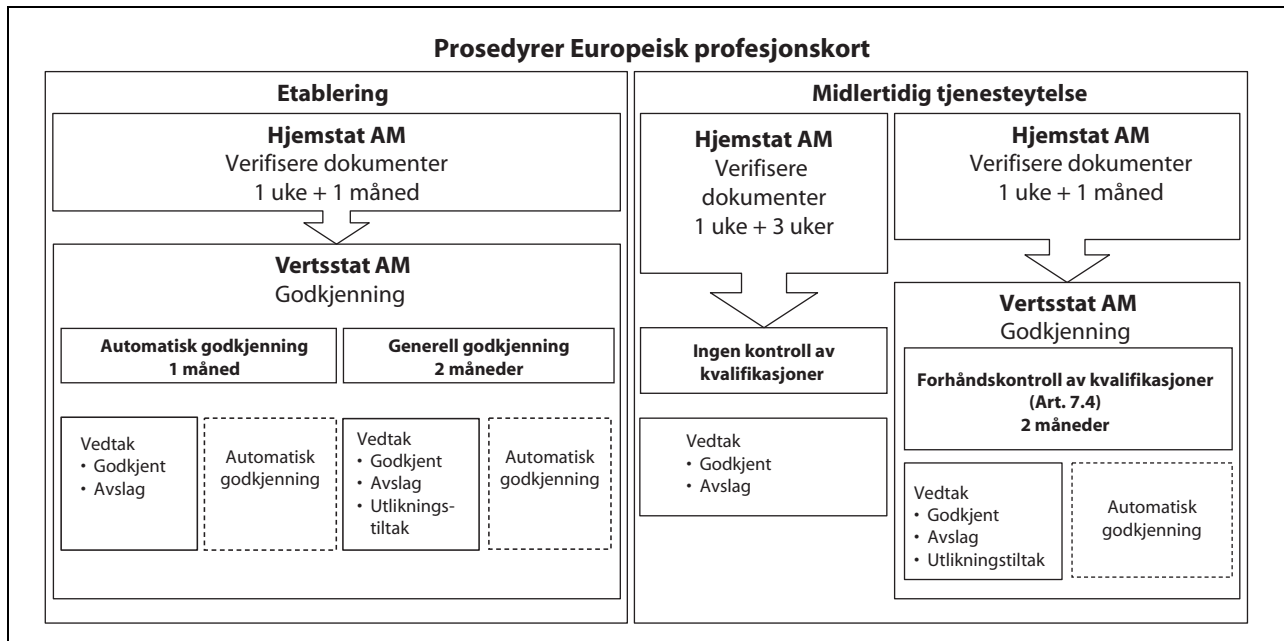 Prosedyrer Europeisk profesjonskort
Etablering
Hjemstat AM
Verifisere dokumenter
1 uke + 1 måned
Vertsstat AM
Godkjenning
Automatisk godkjenning
1 måned
Generell godkjenning
2 måneder
Vedtak
• Godkjent
• Avslag
Automatisk
godkjenning
Vedtak
• Godkjent
• Avslag
• Utliknings-
tiltak
Automatisk
godkjenning
Midlertidig tjenesteytelse
Hjemstat AM
Verifisere
dokumenter
1 uke + 3 uker
Ingen kontroll av
kvalifikasjoner
Vedtak
• Godkjent
• Avslag
Hjemstat AM
Verifisere dokumenter
1 uke + 1 måned
Vertsstat AM
Godkjenning
Forhåndskontroll av kvalifikasjoner
(Art. 7.4)
2 måneder
Vedtak
• Godkjent
• Avslag
• Utlikningstiltak
Automatisk
godkjenning